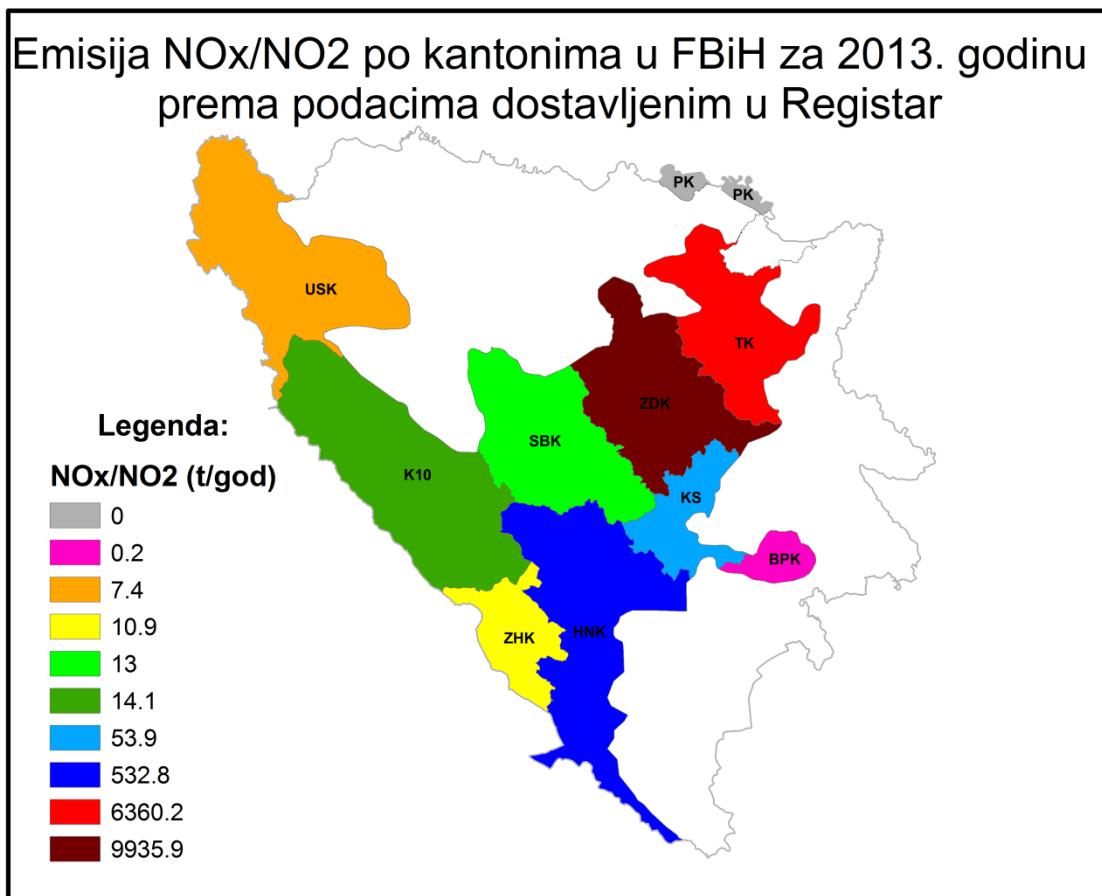 Emisija NOx/NO2 po kantonima u FBiH za 2013. godinu
prema podacima dostavljenim u Registar
PK
PK
USK
TK
ZDK
SBK
K10
KS
BPK
ZHK
HNK
Legenda:
NOx/NO2 (t/god)
0
0.2
7.4
10.9
13
14.1
53.9
532.8
6360.2
9935.9